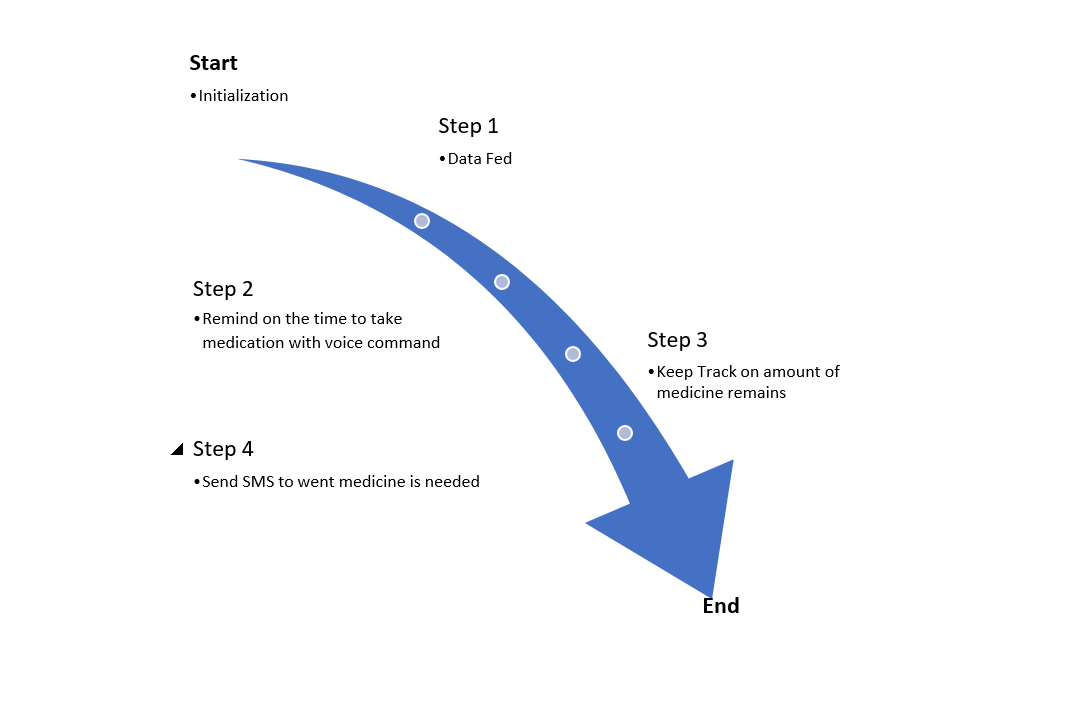 Start
•Initialization
Step 1
•Data Fed
Step 2
•Remind on the time to take
medication with voice command
Step 3
•Keep Track on amount of
medicine remains
Step 4
•Send SMS to went medicine is needed
End